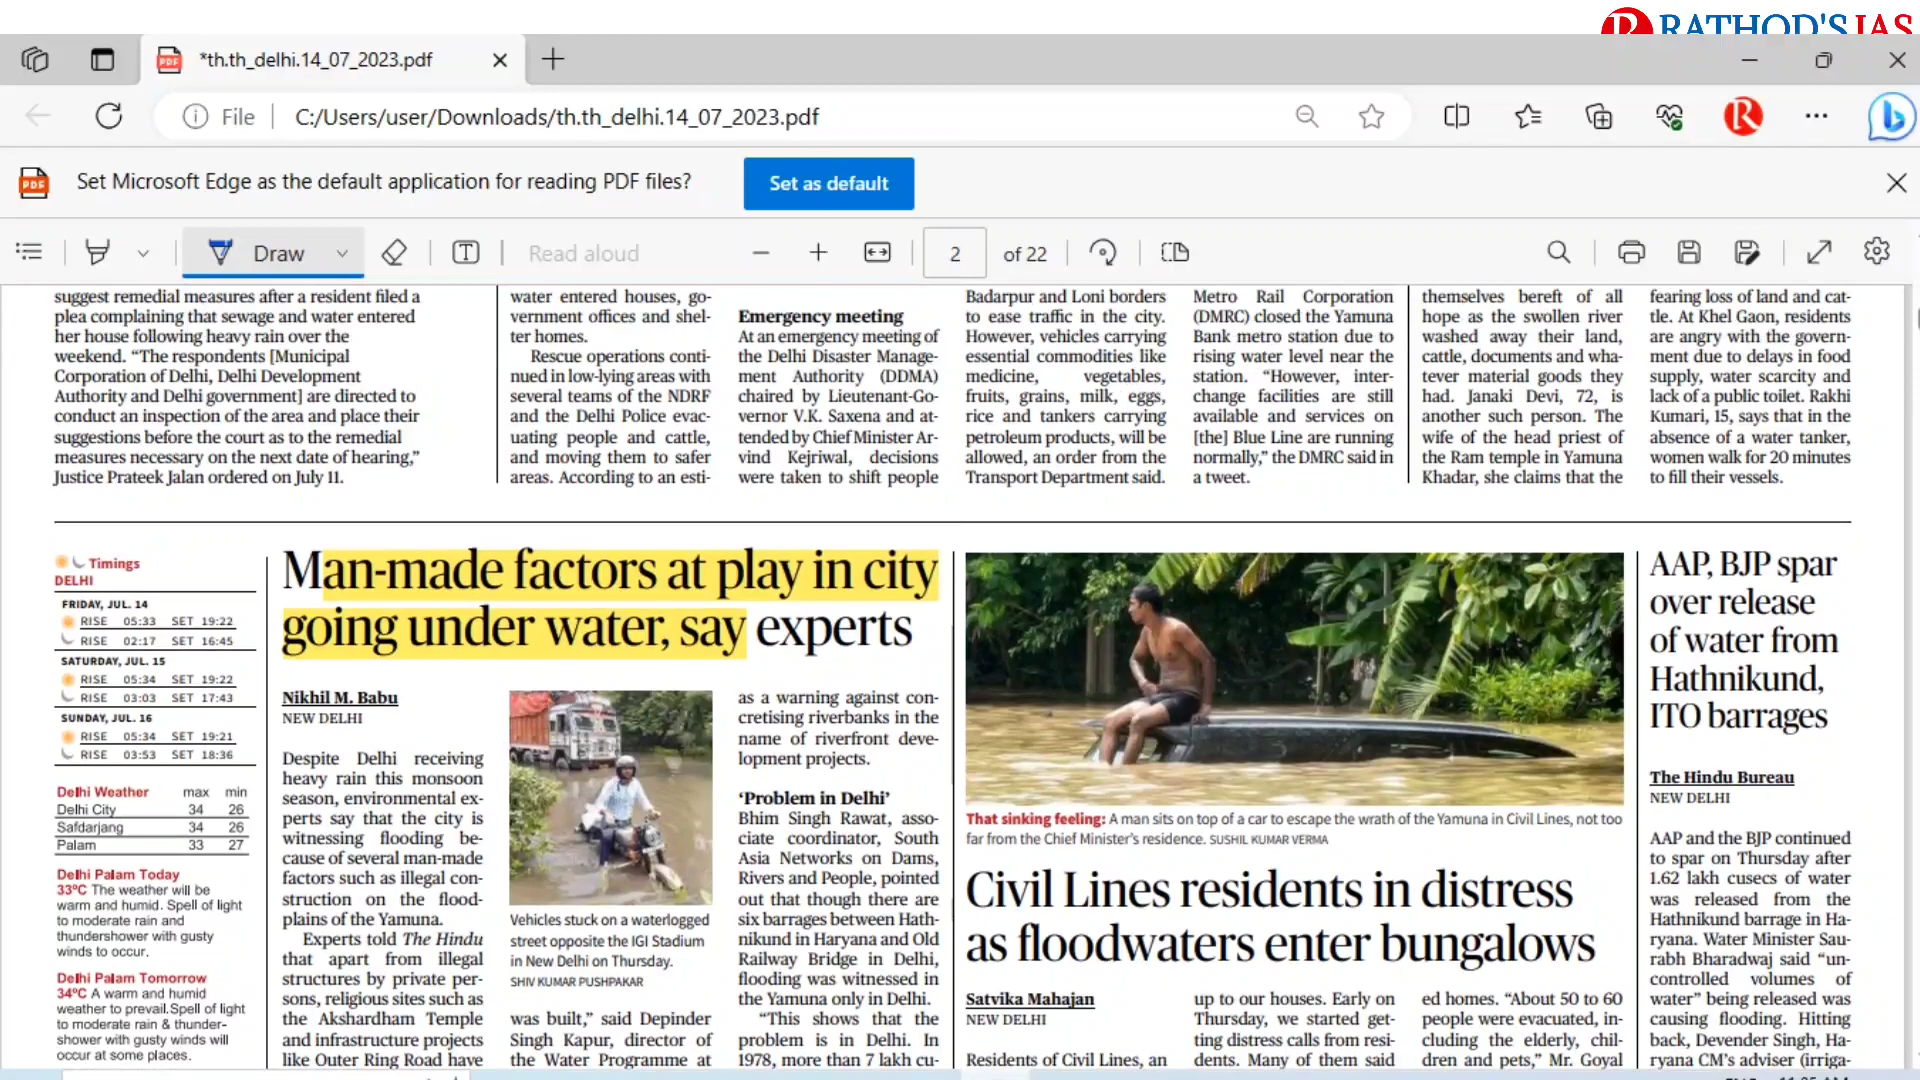 RATHOD'S IAS
*th.th_delhi.14_07_2023.pdf
File
C:/Users/user/Downloads/th.th_delhi.14_07_2023.pdf
Set Microsoft Edge as the default application for reading PDF files?
Set as default
Draw
Read aloud
2
of 22
suggest remedial measures after a resident filed a
plea complaining that sewage and water entered
her house following heavy rain over the
weekend. “The respondents [Municipal
Corporation of Delhi, Delhi Development
Authority and Delhi government] are directed to
conduct an inspection of the area and place their
suggestions before the court as to the remedial
measures necessary on the next date of hearing,”
Justice Prateek Jalan ordered on July 11.
water entered houses, go-
vernment offices and shel-
ter homes.
Rescue operations conti-
nued in low-lying areas with
several teams of the NDRF
and the Delhi Police evac-
uating people and cattle,
and moving them to safer
areas. According to an esti-
Emergency meeting
At an emergency meeting of
the Delhi Disaster Manage-
ment Authority (DDMA)
chaired by Lieutenant-Go-
vernor V.K. Saxena and at-
tended by Chief Minister Ar-
vind Kejriwal, decisions
were taken to shift people
Badarpur and Loni borders
to ease traffic in the city.
However, vehicles carrying
essential commodities like
medicine, vegetables,
fruits, grains, milk, eggs,
rice and tankers carrying
petroleum products, will be
allowed, an order from the
Transport Department said.
Metro Rail Corporation
(DMRC) closed the Yamuna
Bank metro station due to
rising water level near the
station. “However, inter-
change facilities are still
available and services on
[the] Blue Line are running
normally,” the DMRC said in
a tweet.
themselves bereft of all
hope as the swollen river
washed away their land,
cattle, documents and wha-
tever material goods they
had. Janaki Devi, 72, is
another such person. The
wife of the head priest of
the Ram temple in Yamuna
Khadar, she claims that the
fearing loss of land and cat-
tle. At Khel Gaon, residents
are angry with the govern-
ment due to delays in food
supply, water scarcity and
lack of a public toilet. Rakhi
Kumari, 15, says that in the
absence of a water tanker,
women walk for 20 minutes
to fill their vessels.
Timings
DELHI
FRIDAY, JUL. 14
RISE 05:33 SET 19:22
RISE 02:17 SET 16:45
SATURDAY, JUL. 15
RISE 05:34 SET 19:22
RISE 03:03 SET 17:43
SUNDAY, JUL. 16
RISE 05:34 SET 19:21
RISE 03:53 SET 18:36
Delhi Weather max min
Delhi City 34 26
Safdarjang 34 26
Palam 33 27
Delhi Palam Today
33ºC The weather will be
warm and humid. Spell of light
to moderate rain and
thundershower with gusty
winds to occur.
Delhi Palam Tomorrow
34ºC A warm and humid
weather to prevail.Spell of light
to moderate rain & thunder-
shower with gusty winds will
occur at some places.
Man-made factors at play in city
going under water, say experts
Nikhil M. Babu
NEW DELHI
Despite Delhi receiving
heavy rain this monsoon
season, environmental ex-
perts say that the city is
witnessing flooding be-
cause of several man-made
factors such as illegal con-
struction on the flood-
plains of the Yamuna.
Experts told The Hindu
that apart from illegal
structures by private per-
sons, religious sites such as
the Akshardham Temple
and infrastructure projects
like Outer Ring Road have
Vehicles stuck on a waterlogged
street opposite the IGI Stadium
in New Delhi on Thursday.
SHIV KUMAR PUSHPAKAR
was built,” said Depinder
Singh Kapur, director of
the Water Programme at
as a warning against con-
cretising riverbanks in the
name of riverfront deve-
lopment projects.
‘Problem in Delhi’
Bhim Singh Rawat, asso-
ciate coordinator, South
Asia Networks on Dams,
Rivers and People, pointed
out that though there are
six barrages between Hath-
nikund in Haryana and Old
Railway Bridge in Delhi,
flooding was witnessed in
the Yamuna only in Delhi.
“This shows that the
problem is in Delhi. In
1978, more than 7 lakh cu-
That sinking feeling: A man sits on top of a car to escape the wrath of the Yamuna in Civil Lines, not too
far from the Chief Minister’s residence. SUSHIL KUMAR VERMA
Civil Lines residents in distress
as floodwaters enter bungalows
Satvika Mahajan
NEW DELHI
Residents of Civil Lines, an
up to our houses. Early on
Thursday, we started get-
ting distress calls from resi-
dents. Many of them said
ed homes. “About 50 to 60
people were evacuated, in-
cluding the elderly, chil-
dren and pets,” Mr. Goyal
AAP, BJP spar
over release
of water from
Hathnikund,
ITO barrages
The Hindu Bureau
NEW DELHI
AAP and the BJP continued
to spar on Thursday after
1.62 lakh cusecs of water
was released from the
Hathnikund barrage in Ha-
ryana. Water Minister Sau-
rabh Bharadwaj said “un-
controlled volumes of
water” being released was
causing flooding. Hitting
back, Devender Singh, Ha-
ryana CM’s adviser (irriga-